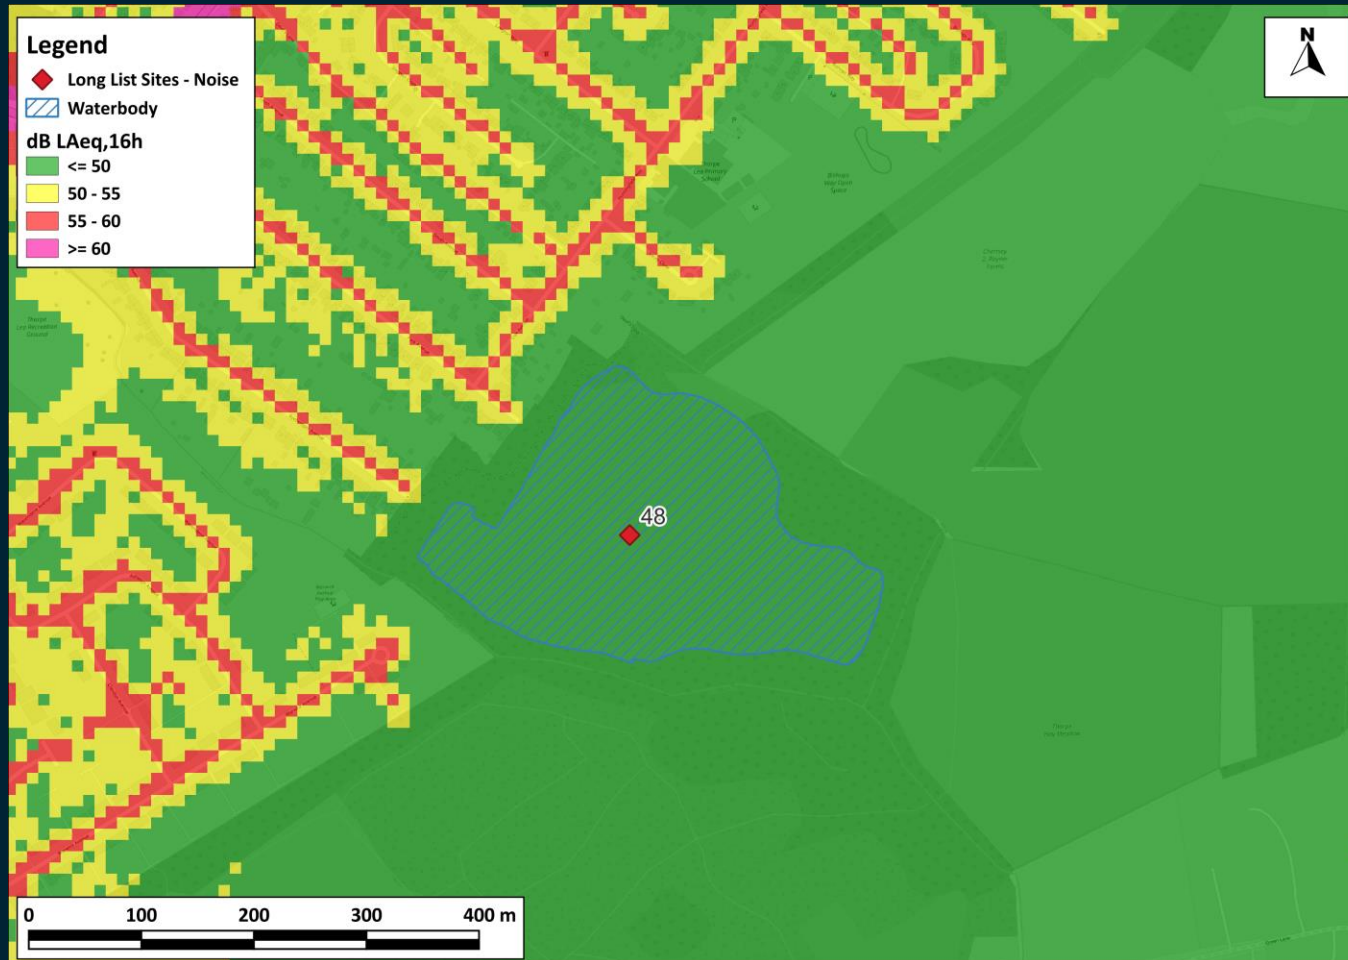 Legend
Long List Sites - Noise
Waterbody
dB LAeq,16h
<= 50
50 - 55
55 - 60
>= 60
N
48
0 100 200 300 400 m